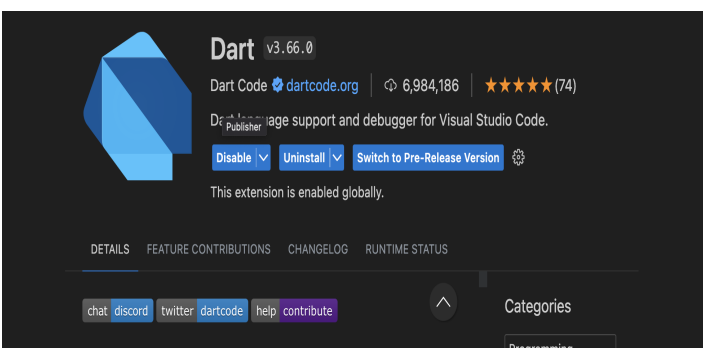 Dart v3.66.0
Dart Code dartcode.org 6,984,186 (74)
support and debugger for Visual Studio Code.
Publisher
Disable Uninstall Switch to Pre-Release Version
This extension is enabled globally.
DETAILS FEATURE CONTRIBUTIONS CHANGELOG RUNTIME STATUS
chat discord twitter dartcode help contribute
Categories